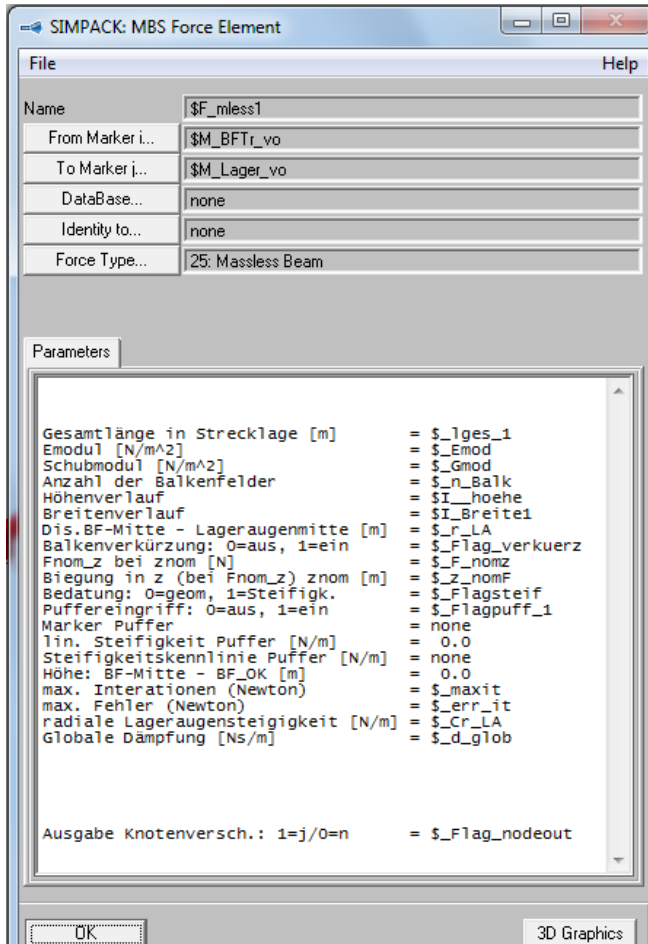 SIMPACK: MBS Force Element
File Help
Name $F_mless1
From Marker i... $M_BFTr_vo
To Marker j... $M_Lager_vo
DataBase... none
Identity to... none
Force Type... 25: Massless Beam
Parameters
Gesamtlänge in Strecklage [m] = $_lges_1
Emodul [N/m^2] = $_Emod
Schubmodul [N/m^2] = $_Gmod
Anzahl der Balkenfelder = $_n_Balk
Höhenverlauf = $I__hoehe
Breitenverlauf = $I_Breite1
Dis.BF-Mitte - Lageraugenmitte [m] = $_r_LA
Balkenverkürzung: 0=aus, 1=ein = $_Flag_verkuerz
Fnom_z bei znom [N] = $_F_nomz
Biegung in z (bei Fnom_z) znom [m] = $_z_nomF
Bedatung: 0=geom, 1=Steifigk. = $_Flagsteif
Puffereingriff: 0=aus, 1=ein = $_Flagpuff_1
Marker Puffer = none
lin. Steifigkeit Puffer [N/m] = 0.0
Steifigkeitskennlinie Puffer [N/m] = none
Höhe: BF-Mitte - BF_OK [m] = 0.0
max. Interationen (Newton) = $_maxit
max. Fehler (Newton) = $_err_it
radiale Lageraugensteigigkeit [N/m] = $_Cr_LA
Globale Dämpfung [Ns/m] = $_d_glob
Ausgabe Knotenversch.: 1=j/0=n = $_Flag_nodeout
OK 3D Graphics